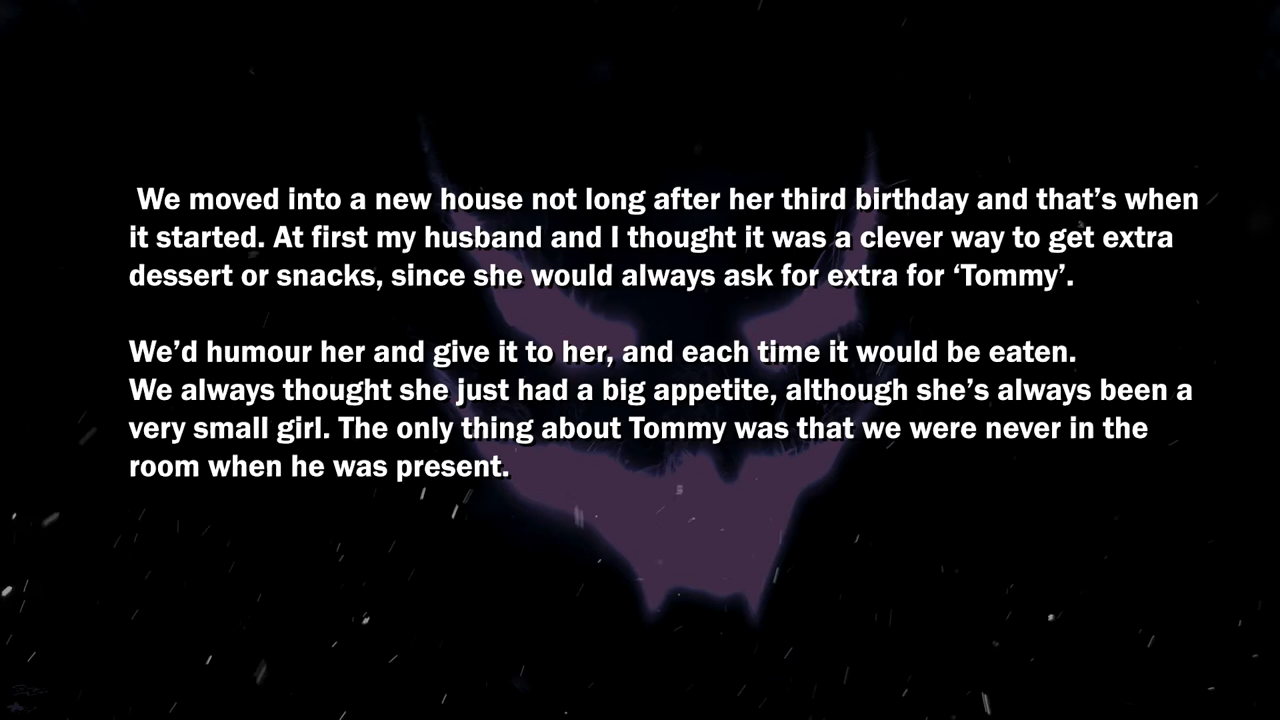 We moved into a new house not long after her third birthday and that’s when
it started. At first my husband and I thought it was a clever way to get extra
dessert or snacks, since she would always ask for extra for ‘Tommy’.
We’d humour her and give it to her, and each time it would be eaten.
We always thought she just had a big appetite, although she’s always been a
very small girl. The only thing about Tommy was that we were never in the
room when he was present.